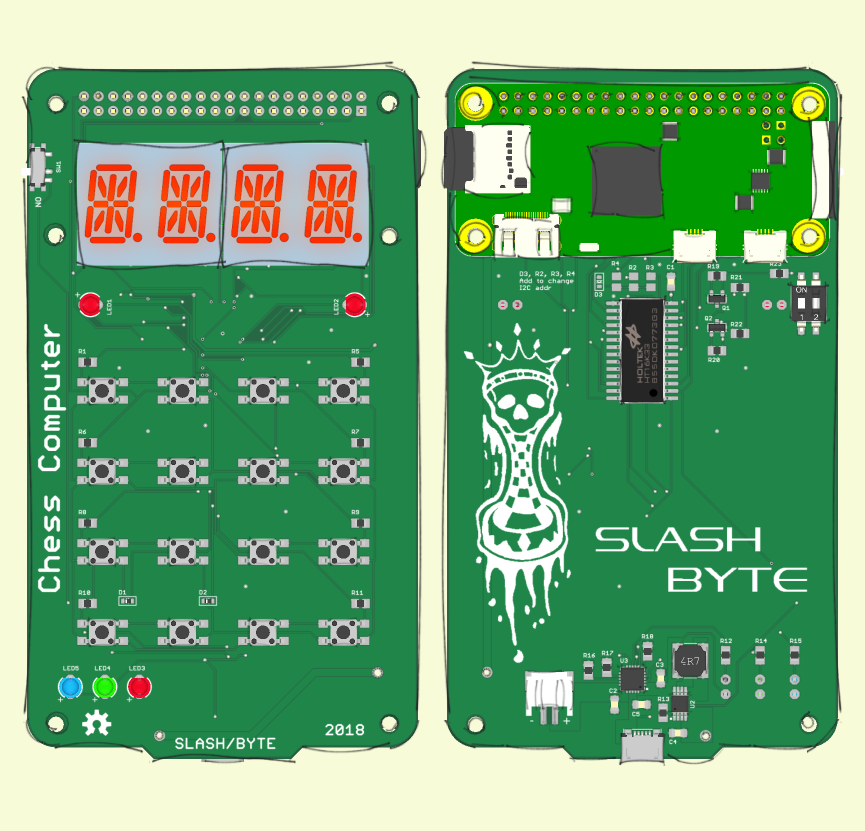 SW1
ON
LED1
LED2
Chess Computer
R1
R5
R6
R7
R8
R9
R10
D1
D2
R11
LED5
LED4
LED3
2018
SLASH/BYTE
D3, R2, R3, R4
Add to change
I2C addr
R4
R2
R3
C1
D3
R19
R21
Q1
Q2
R22
R20
R23
ON
1 2
HOLTEK
HT16K33
SLASH
BYTE
R16
R17
R18
U3
C3
4R7
R12
R14
R15
C2
C5
R13
U2
C4
- +